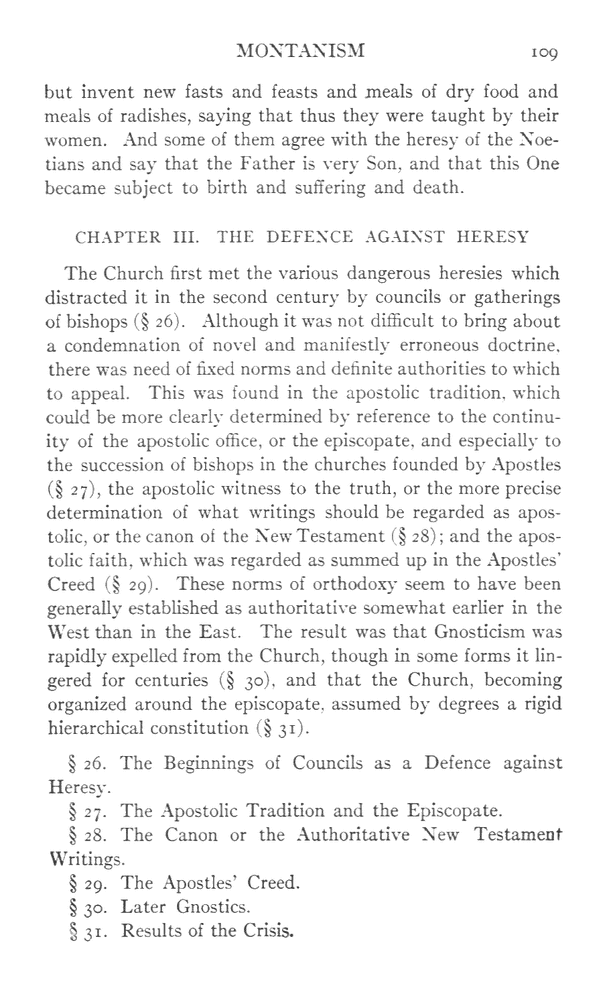 MONTANISM 109
but invent new fasts and feasts and meals of dry food and
meals of radishes, saying that thus they were taught by their
women. And some of them agree with the heresy of the Noe-
tians and say that the Father is very Son, and that this One
became subject to birth and suffering and death.
CHAPTER III. THE DEFENCE AGAINST HERESY
The Church first met the various dangerous heresies which
distracted it in the second century by councils or gatherings
of bishops (§ 26). Although it was not difficult to bring about
a condemnation of novel and manifestly erroneous doctrine,
there was need of fixed norms and definite authorities to which
to appeal. This was found in the apostolic tradition, which
could be more clearly determined by reference to the continu-
ity of the apostolic office, or the episcopate, and especially to
the succession of bishops in the churches founded by Apostles
(§ 27), the apostolic witness to the truth, or the more precise
determination of what writings should be regarded as apos-
tolic, or the canon of the New Testament (§ 28); and the apos-
tolic faith, which was regarded as summed up in the Apostles'
Creed (§ 29). These norms of orthodoxy seem to have been
generally established as authoritative somewhat earlier in the
West than in the East. The result was that Gnosticism was
rapidly expelled from the Church, though in some forms it lin-
gered for centuries (§ 30), and that the Church, becoming
organized around the episcopate, assumed by degrees a rigid
hierarchical constitution (§ 31).
§ 26. The Beginnings of Councils as a Defence against
Heresy.
§ 27. The Apostolic Tradition and the Episcopate.
§ 28. The Canon or the Authoritative New Testament
Writings.
§ 29. The Apostles' Creed.
§ 30. Later Gnostics.
§ 31. Results of the Crisis.